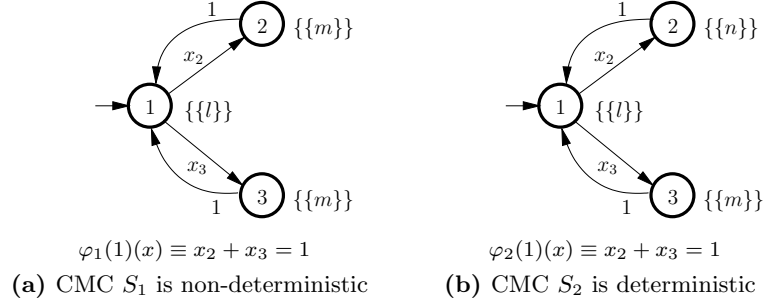 1
2
{{m}}
x₂
1
{{l}}
x₃
3
{{m}}
1
φ₁(1)(x) ≡ x₂ + x₃ = 1
(a) CMC S₁ is non-deterministic
1
2
{{n}}
x₂
1
{{l}}
x₃
3
{{m}}
1
φ₂(1)(x) ≡ x₂ + x₃ = 1
(b) CMC S₂ is deterministic